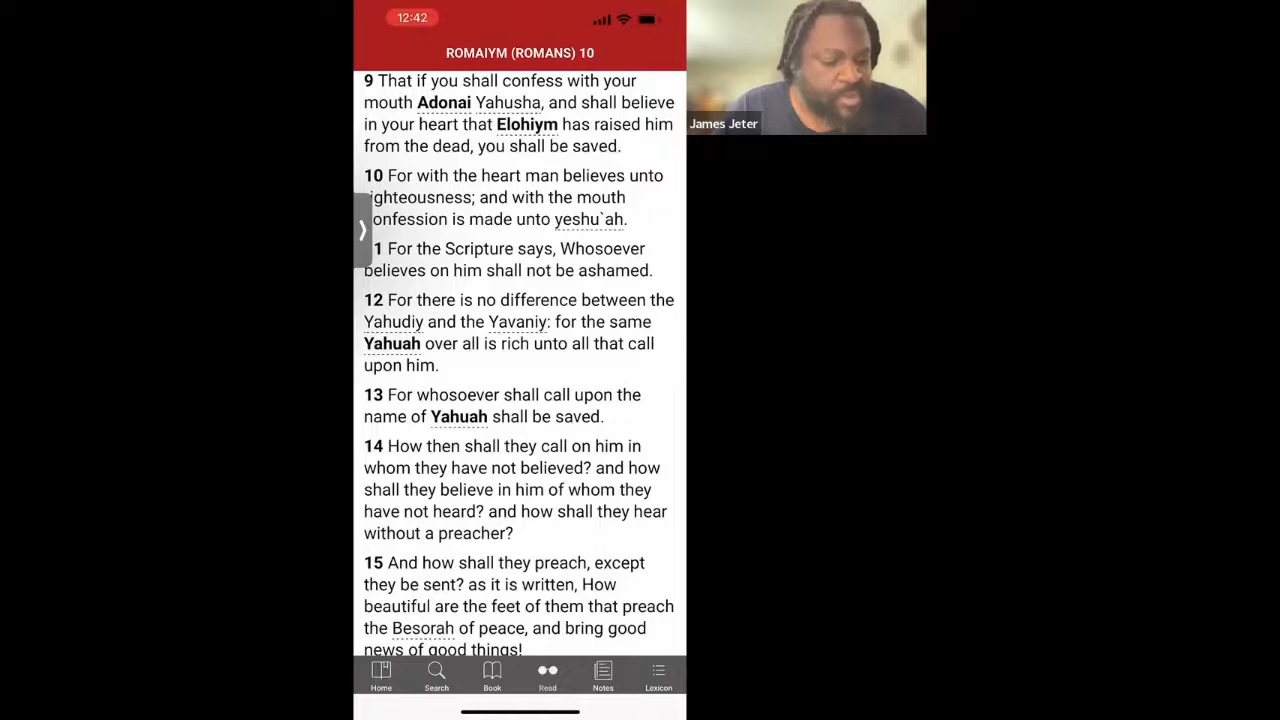 12:42
ROMAIYM (ROMANS) 10
9 That if you shall confess with your
mouth Adonai Yahusha, and shall believe
in your heart that Elohiym has raised him
from the dead, you shall be saved.
10 For with the heart man believes unto
ighteousness; and with the mouth
onfession is made unto yeshu`ah.
1 For the Scripture says, Whosoever
believes on him shall not be ashamed.
12 For there is no difference between the
Yahudiy and the Yavaniy: for the same
Yahuah over all is rich unto all that call
upon him.
13 For whosoever shall call upon the
name of Yahuah shall be saved.
14 How then shall they call on him in
whom they have not believed? and how
shall they believe in him of whom they
have not heard? and how shall they hear
without a preacher?
15 And how shall they preach, except
they be sent? as it is written, How
beautiful are the feet of them that preach
the Besorah of peace, and bring good
news of good things!
Home Search Book Read Notes Lexicon
James Jeter